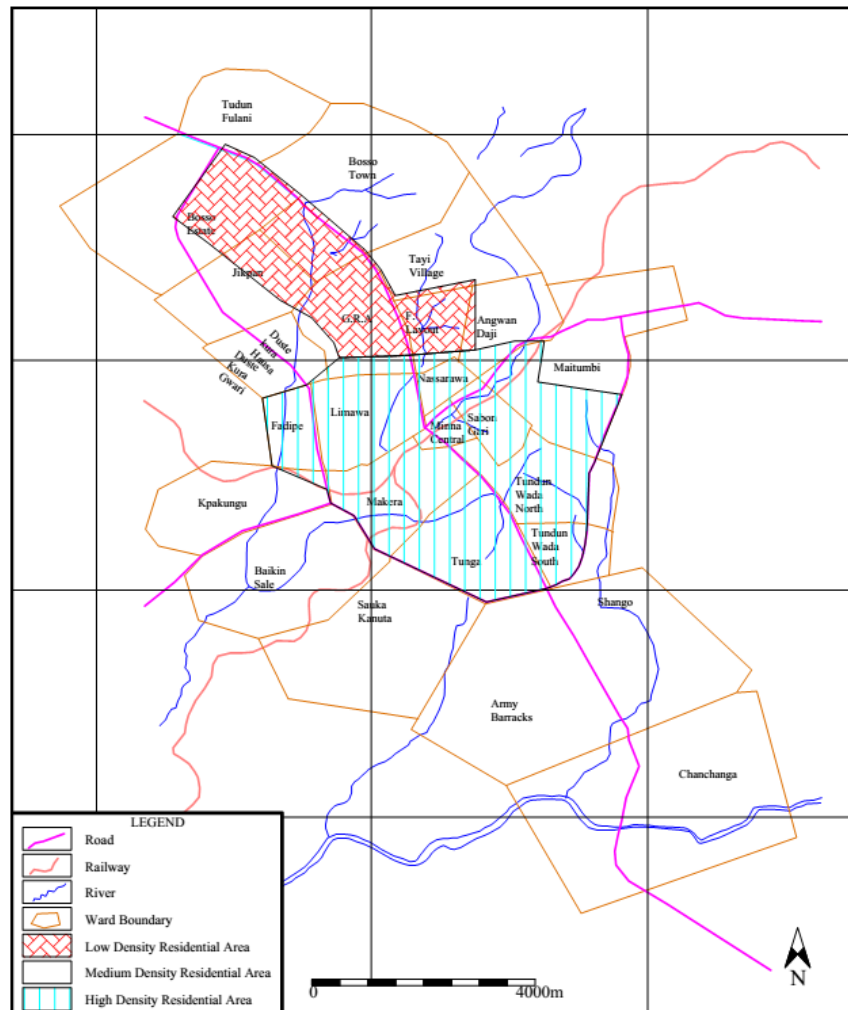 Tudun
Fulani
Bosso
Town
Bosso
Estate
Jikpan
Tayi
Village
G.R.A
F.
Layout
Angwan
Daji
Duste
kura
Hausa
Duste
Kura
Gwari
Nassarawa
Maitumbi
Fadipe
Limawa
Minna
Central
Sabon
Gari
Kpakungu
Makera
Tundun
Wada
North
Tundun
Wada
South
Tunga
Baikin
Sale
Sauka
Kanuta
Shango
Army
Barracks
Chanchanga
LEGEND
Road
Railway
River
Ward Boundary
Low Density Residential Area
Medium Density Residential Area
High Density Residential Area
0 4000m
N